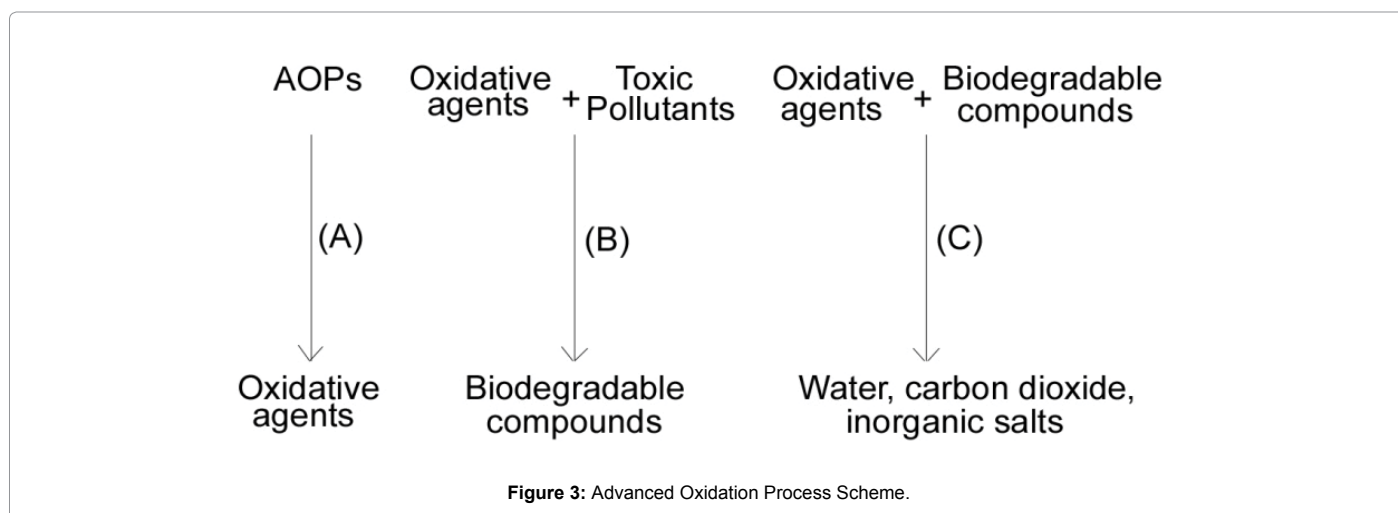 AOPs
Oxidative
agents
+
Toxic
Pollutants
Oxidative
agents
+
Biodegradable
compounds
(A)
(B)
(C)
Oxidative
agents
Biodegradable
compounds
Water, carbon dioxide,
inorganic salts
Figure 3: Advanced Oxidation Process Scheme.